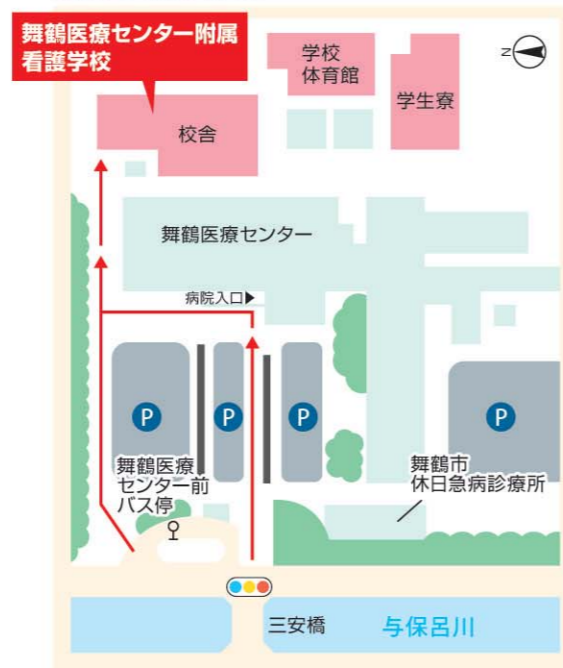 舞鶴医療センター附属
看護学校
学校
体育館
学生寮
N
校舎
舞鶴医療センター
病院入口▶
P
P
P
P
舞鶴医療
センター前
バス停
舞鶴市
休日急病診療所
三安橋
与保呂川